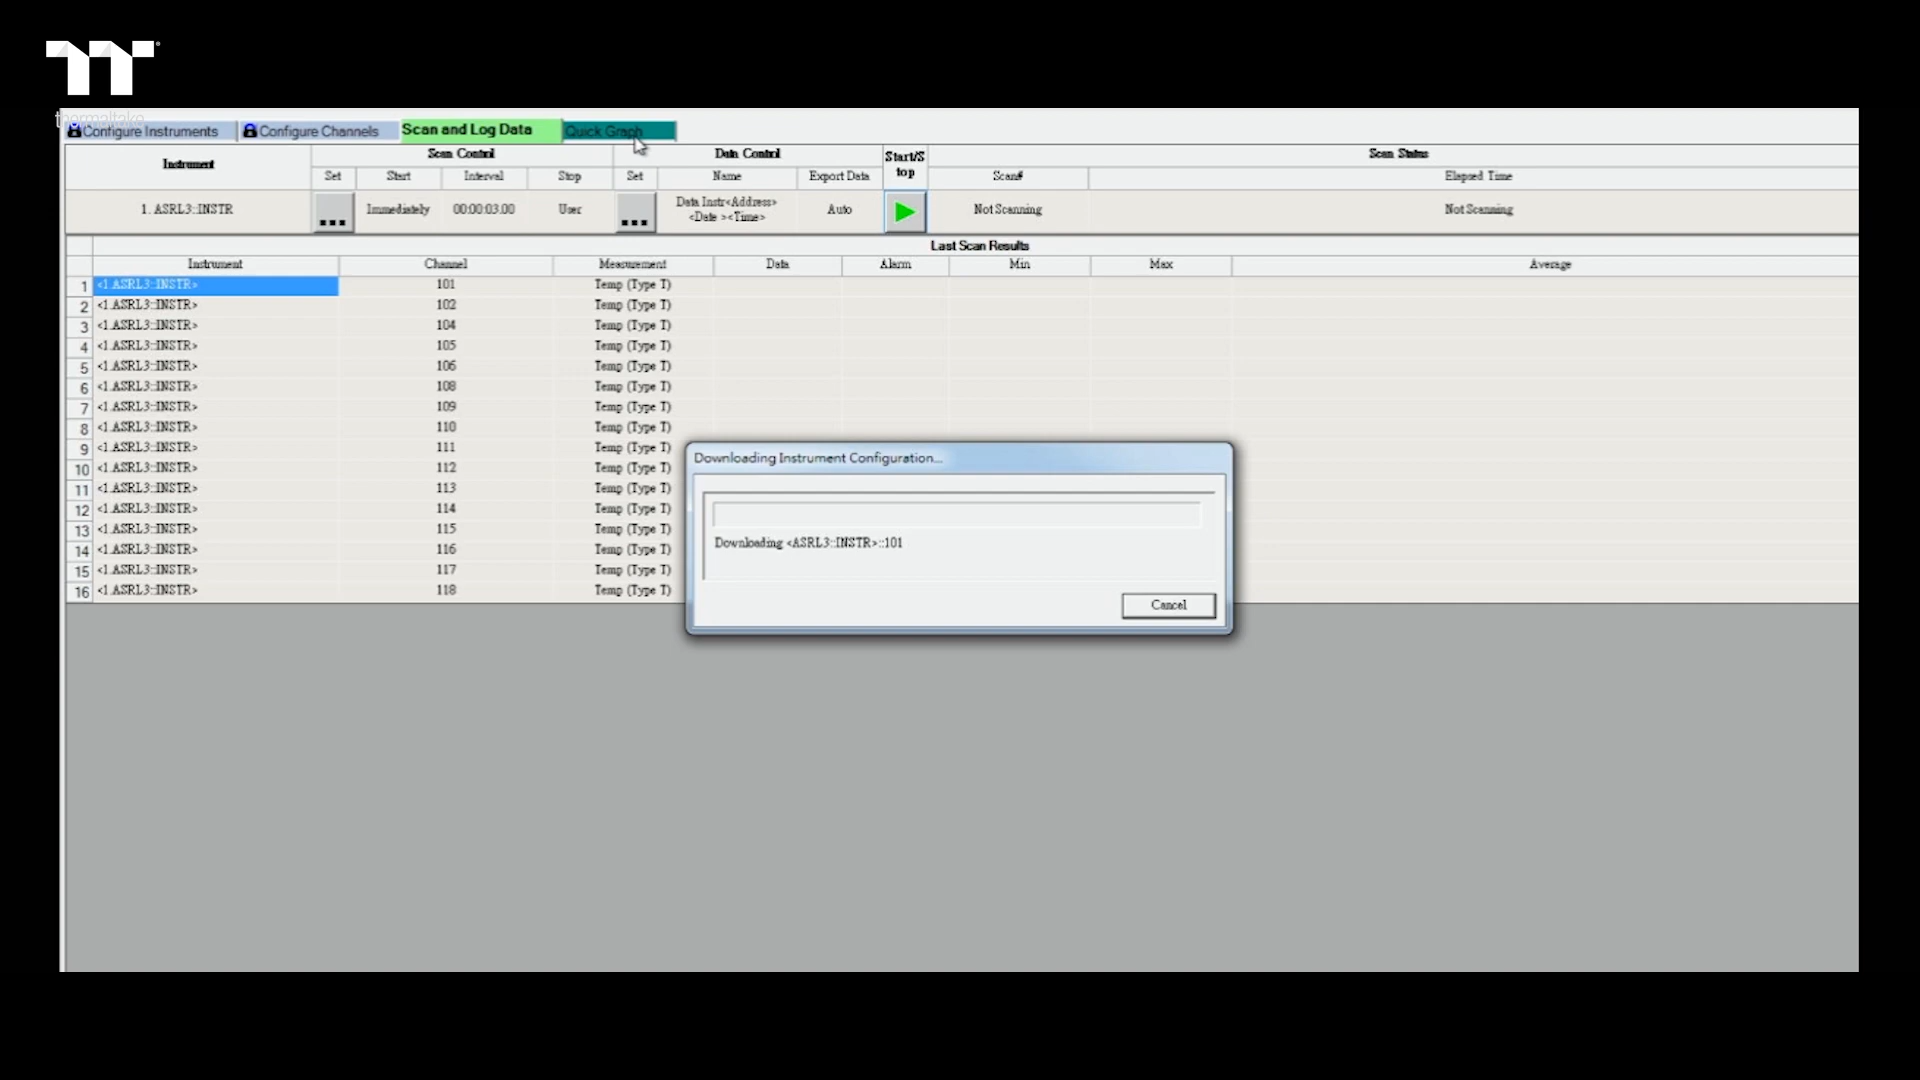 thermaltake
Configure Instruments Configure Channels Scan and Log Data Quick Graph
Instrument Scan Control Data Control Start/S top Scan Status
Set Start Interval Stop Set Name Export Data Scan# Elapsed Time
1. ASRL3::INSTR ... Immediately 00:00:03.00 User ... Data Instr<Address> <Date ><Time> Auto Not Scanning Not Scanning
Last Scan Results
Instrument Channel Measurement Data Alarm Min Max Average
1 <1.ASRL3::INSTR> 101 Temp (Type T)
2 <1.ASRL3::INSTR> 102 Temp (Type T)
3 <1.ASRL3::INSTR> 104 Temp (Type T)
4 <1.ASRL3::INSTR> 105 Temp (Type T)
5 <1.ASRL3::INSTR> 106 Temp (Type T)
6 <1.ASRL3::INSTR> 108 Temp (Type T)
7 <1.ASRL3::INSTR> 109 Temp (Type T)
8 <1.ASRL3::INSTR> 110 Temp (Type T)
9 <1.ASRL3::INSTR> 111 Temp (Type T)
10 <1.ASRL3::INSTR> 112 Temp (Type T)
11 <1.ASRL3::INSTR> 113 Temp (Type T)
12 <1.ASRL3::INSTR> 114 Temp (Type T)
13 <1.ASRL3::INSTR> 115 Temp (Type T)
14 <1.ASRL3::INSTR> 116 Temp (Type T)
15 <1.ASRL3::INSTR> 117 Temp (Type T)
16 <1.ASRL3::INSTR> 118 Temp (Type T)
Downloading Instrument Configuration...
Downloading <ASRL3::INSTR>::101
Cancel